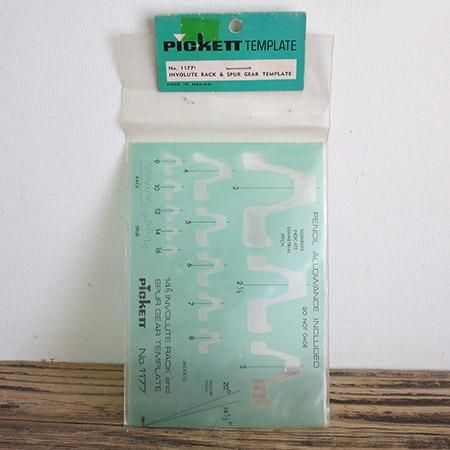 PICKETT TEMPLATE
No. 1177
INVOLUTE RACK & SPUR GEAR TEMPLATE
MADE IN MEXICO
9
10
12
14
16
RACK
SPUR
4
5
6
7
8
2
2½
3
NUMBERS
INDICATE
DIAMETRAL
PITCH
PENCIL ALLOWANCE INCLUDED
DO NOT GAGE
PICKETT
14½° INVOLUTE RACK and
SPUR GEAR TEMPLATE
No. 1177
MEXICO
20°
14½°